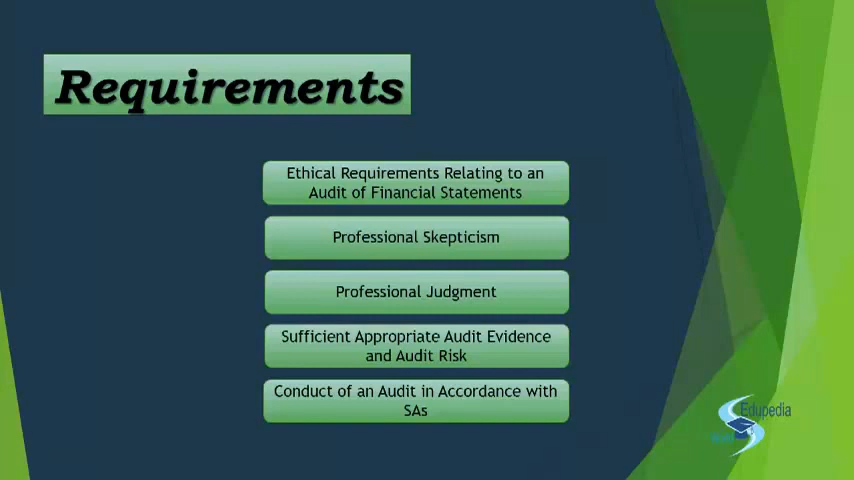 Requirements
Ethical Requirements Relating to an
Audit of Financial Statements
Professional Skepticism
Professional Judgment
Sufficient Appropriate Audit Evidence
and Audit Risk
Conduct of an Audit in Accordance with
SAs
Edupedia